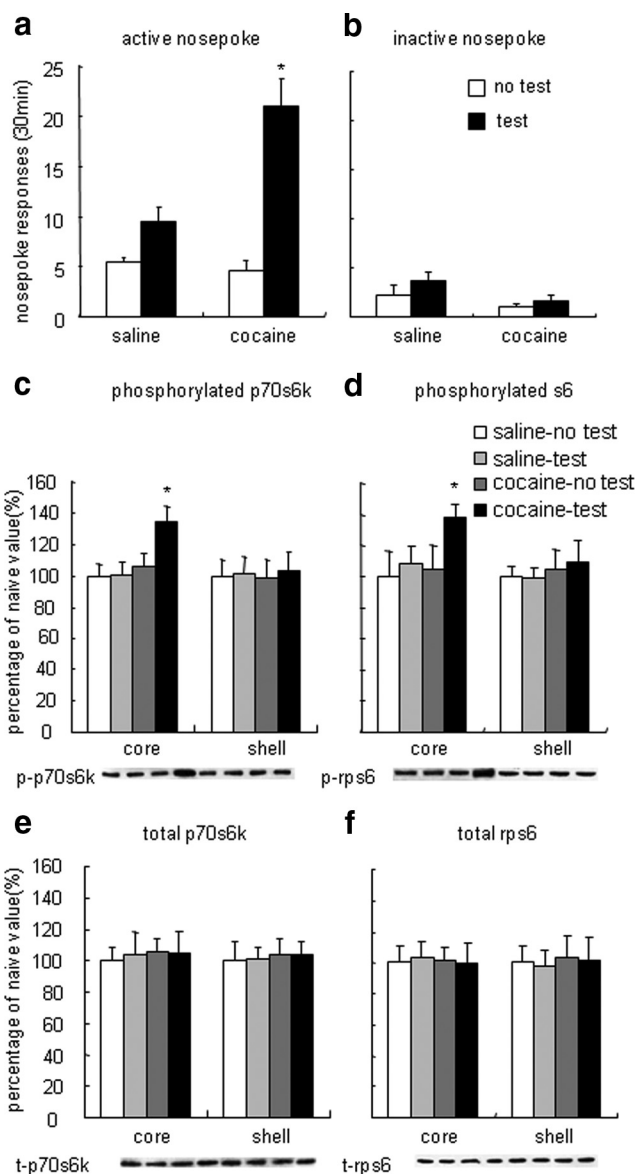 a
active nosepoke
b
inactive nosepoke
nosepoke responses (30min)
25
20
15
10
5
0
no test
test
*
saline
cocaine
saline
cocaine
c
phosphorylated p70s6k
d
phosphorylated s6
percentage of naive value(%)
160
140
120
100
80
60
40
20
0
*
core
shell
saline-no test
saline-test
cocaine-no test
cocaine-test
*
core
shell
p-p70s6k
p-rps6
e
total p70s6k
f
total rps6
percentage of naive value(%)
160
140
120
100
80
60
40
20
0
core
shell
core
shell
t-p70s6k
t-rps6